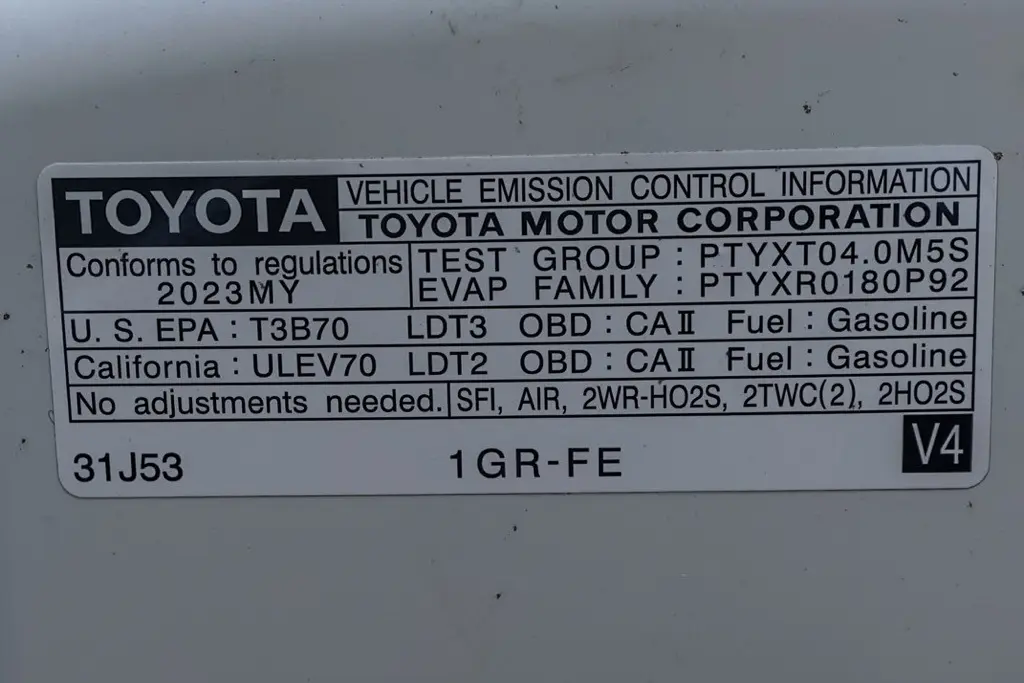 TOYOTA
VEHICLE EMISSION CONTROL INFORMATION
TOYOTA MOTOR CORPORATION
Conforms to regulations
2023MY
TEST GROUP : PTYXT04.0M5S
EVAP FAMILY : PTYXR0180P92
U. S. EPA : T3B70 LDT3 OBD : CAⅡ Fuel : Gasoline
California : ULEV70 LDT2 OBD : CAⅡ Fuel : Gasoline
No adjustments needed. SFI, AIR, 2WR-HO2S, 2TWC(2), 2HO2S
31J53 1GR-FE V4